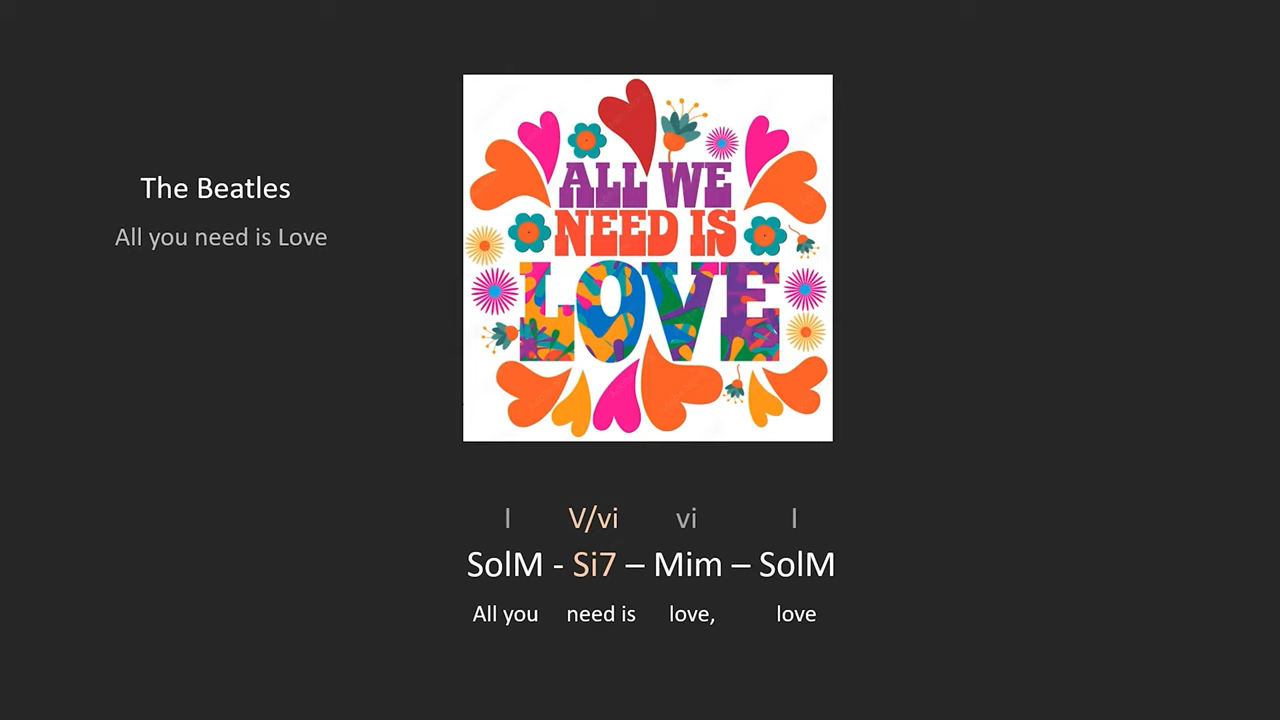 The Beatles
All you need is Love
ALL WE
NEED IS
LOVE
I V/vi vi I
SolM - Si7 – Mim – SolM
All you need is love, love